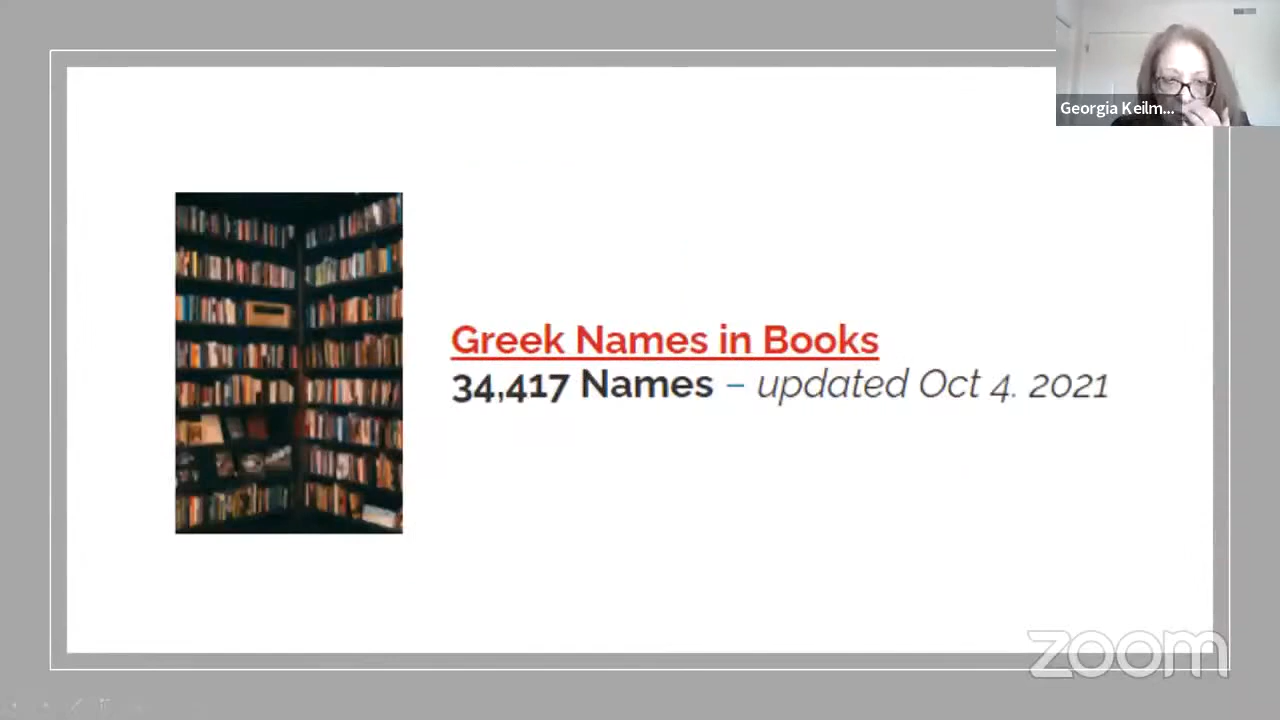 Georgia Keilm...
Greek Names in Books
34,417 Names – updated Oct 4. 2021
zoom